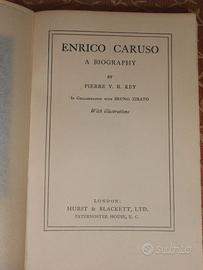 ENRICO CARUSO
A BIOGRAPHY
BY
PIERRE V. R. KEY
IN COLLABORATION WITH BRUNO ZIRATO
With illustrations
LONDON:
HURST & BLACKETT, LTD.
PATERNOSTER HOUSE, E. C.
subito